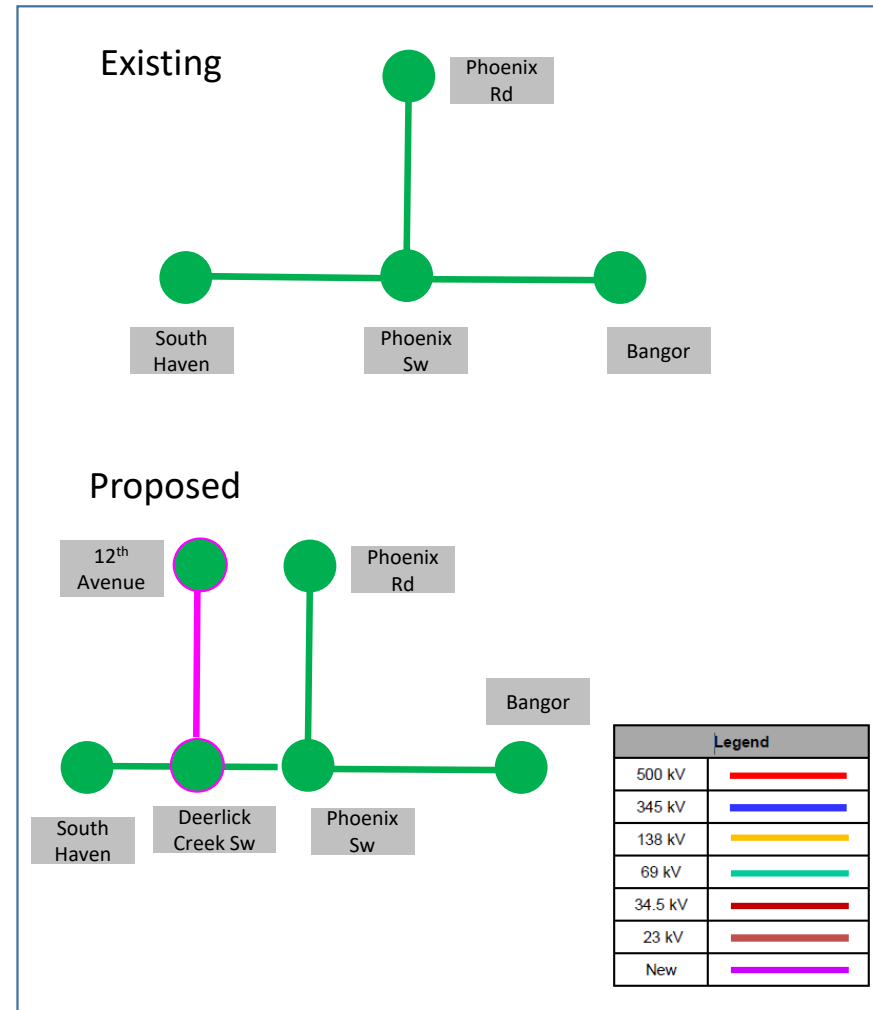 Existing
Phoenix
Rd
South
Haven
Phoenix
Sw
Bangor
Proposed
12th
Avenue
Phoenix
Rd
Bangor
South
Haven
Deerlick
Creek Sw
Phoenix
Sw
Legend
500 kV
345 kV
138 kV
69 kV
34.5 kV
23 kV
New